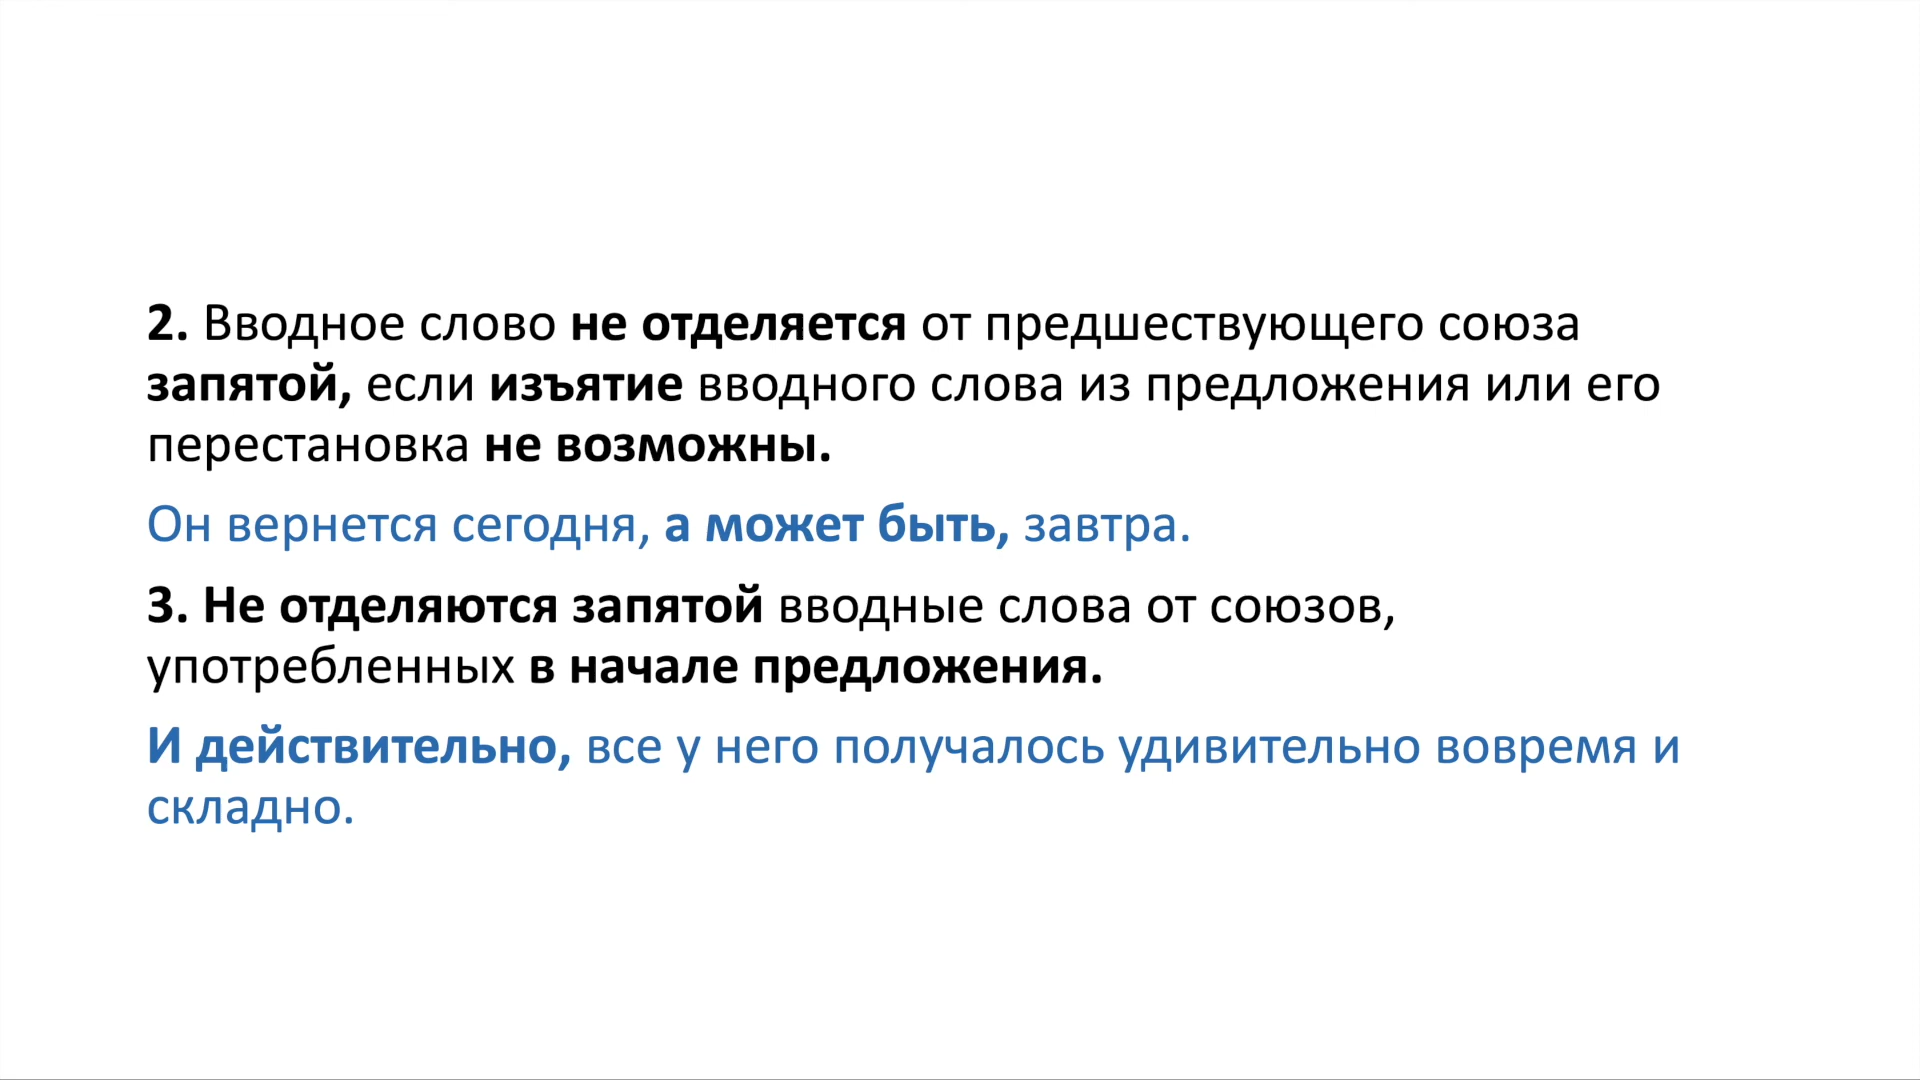 2. Вводное слово не отделяется от предшествующего союза
запятой, если изъятие вводного слова из предложения или его
перестановка не возможны.
Он вернется сегодня, а может быть, завтра.
3. Не отделяются запятой вводные слова от союзов,
употребленных в начале предложения.
И действительно, все у него получалось удивительно вовремя и
складно.